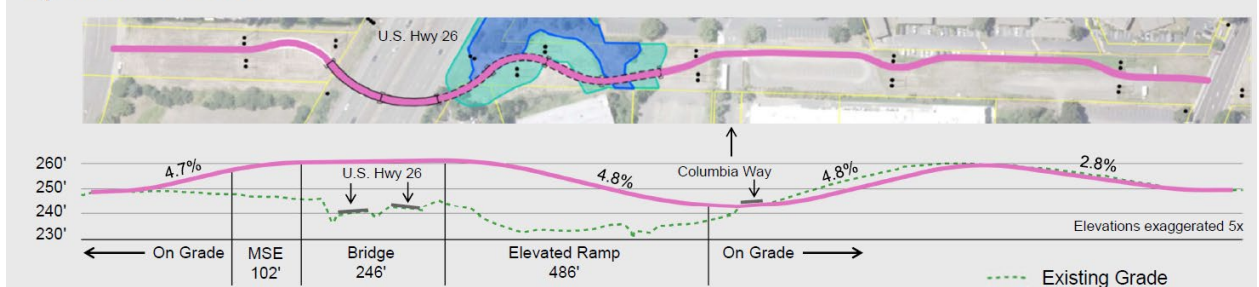 U.S. Hwy 26
260'
250'
240'
230'
4.7%
U.S. Hwy 26
4.8%
Columbia Way
4.8%
2.8%
Elevations exaggerated 5x
On Grade
MSE
102'
Bridge
246'
Elevated Ramp
486'
On Grade
Existing Grade